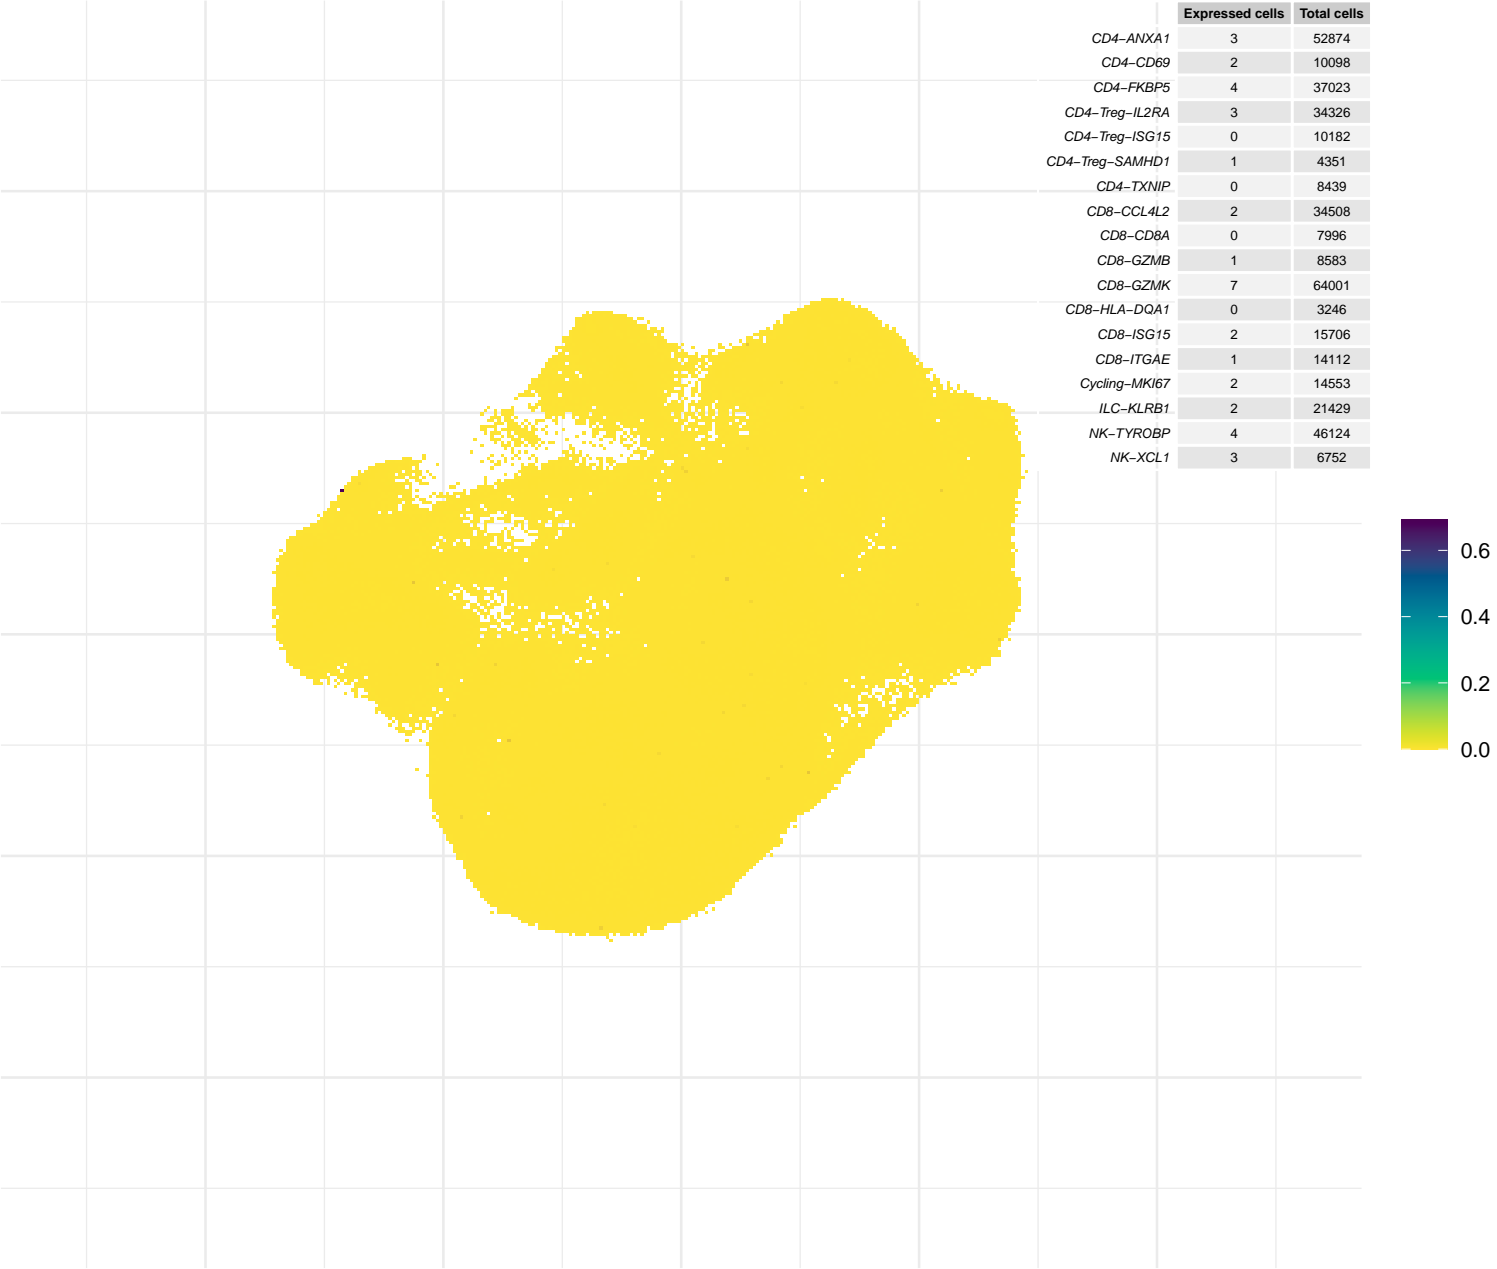 Expressed cells Total cells
CD4−ANXA1 3 52874
CD4−CD69 2 10098
CD4−FKBP5 4 37023
CD4−Treg−IL2RA 3 34326
CD4−Treg−ISG15 0 10182
CD4−Treg−SAMHD1 1 4351
CD4−TXNIP 0 8439
CD8−CCL4L2 2 34508
CD8−CD8A 0 7996
CD8−GZMB 1 8583
CD8−GZMK 7 64001
CD8−HLA−DQA1 0 3246
CD8−ISG15 2 15706
CD8−ITGAE 1 14112
Cycling−MKI67 2 14553
ILC−KLRB1 2 21429
NK−TYROBP 4 46124
NK−XCL1 3 6752
0.6
0.4
0.2
0.0